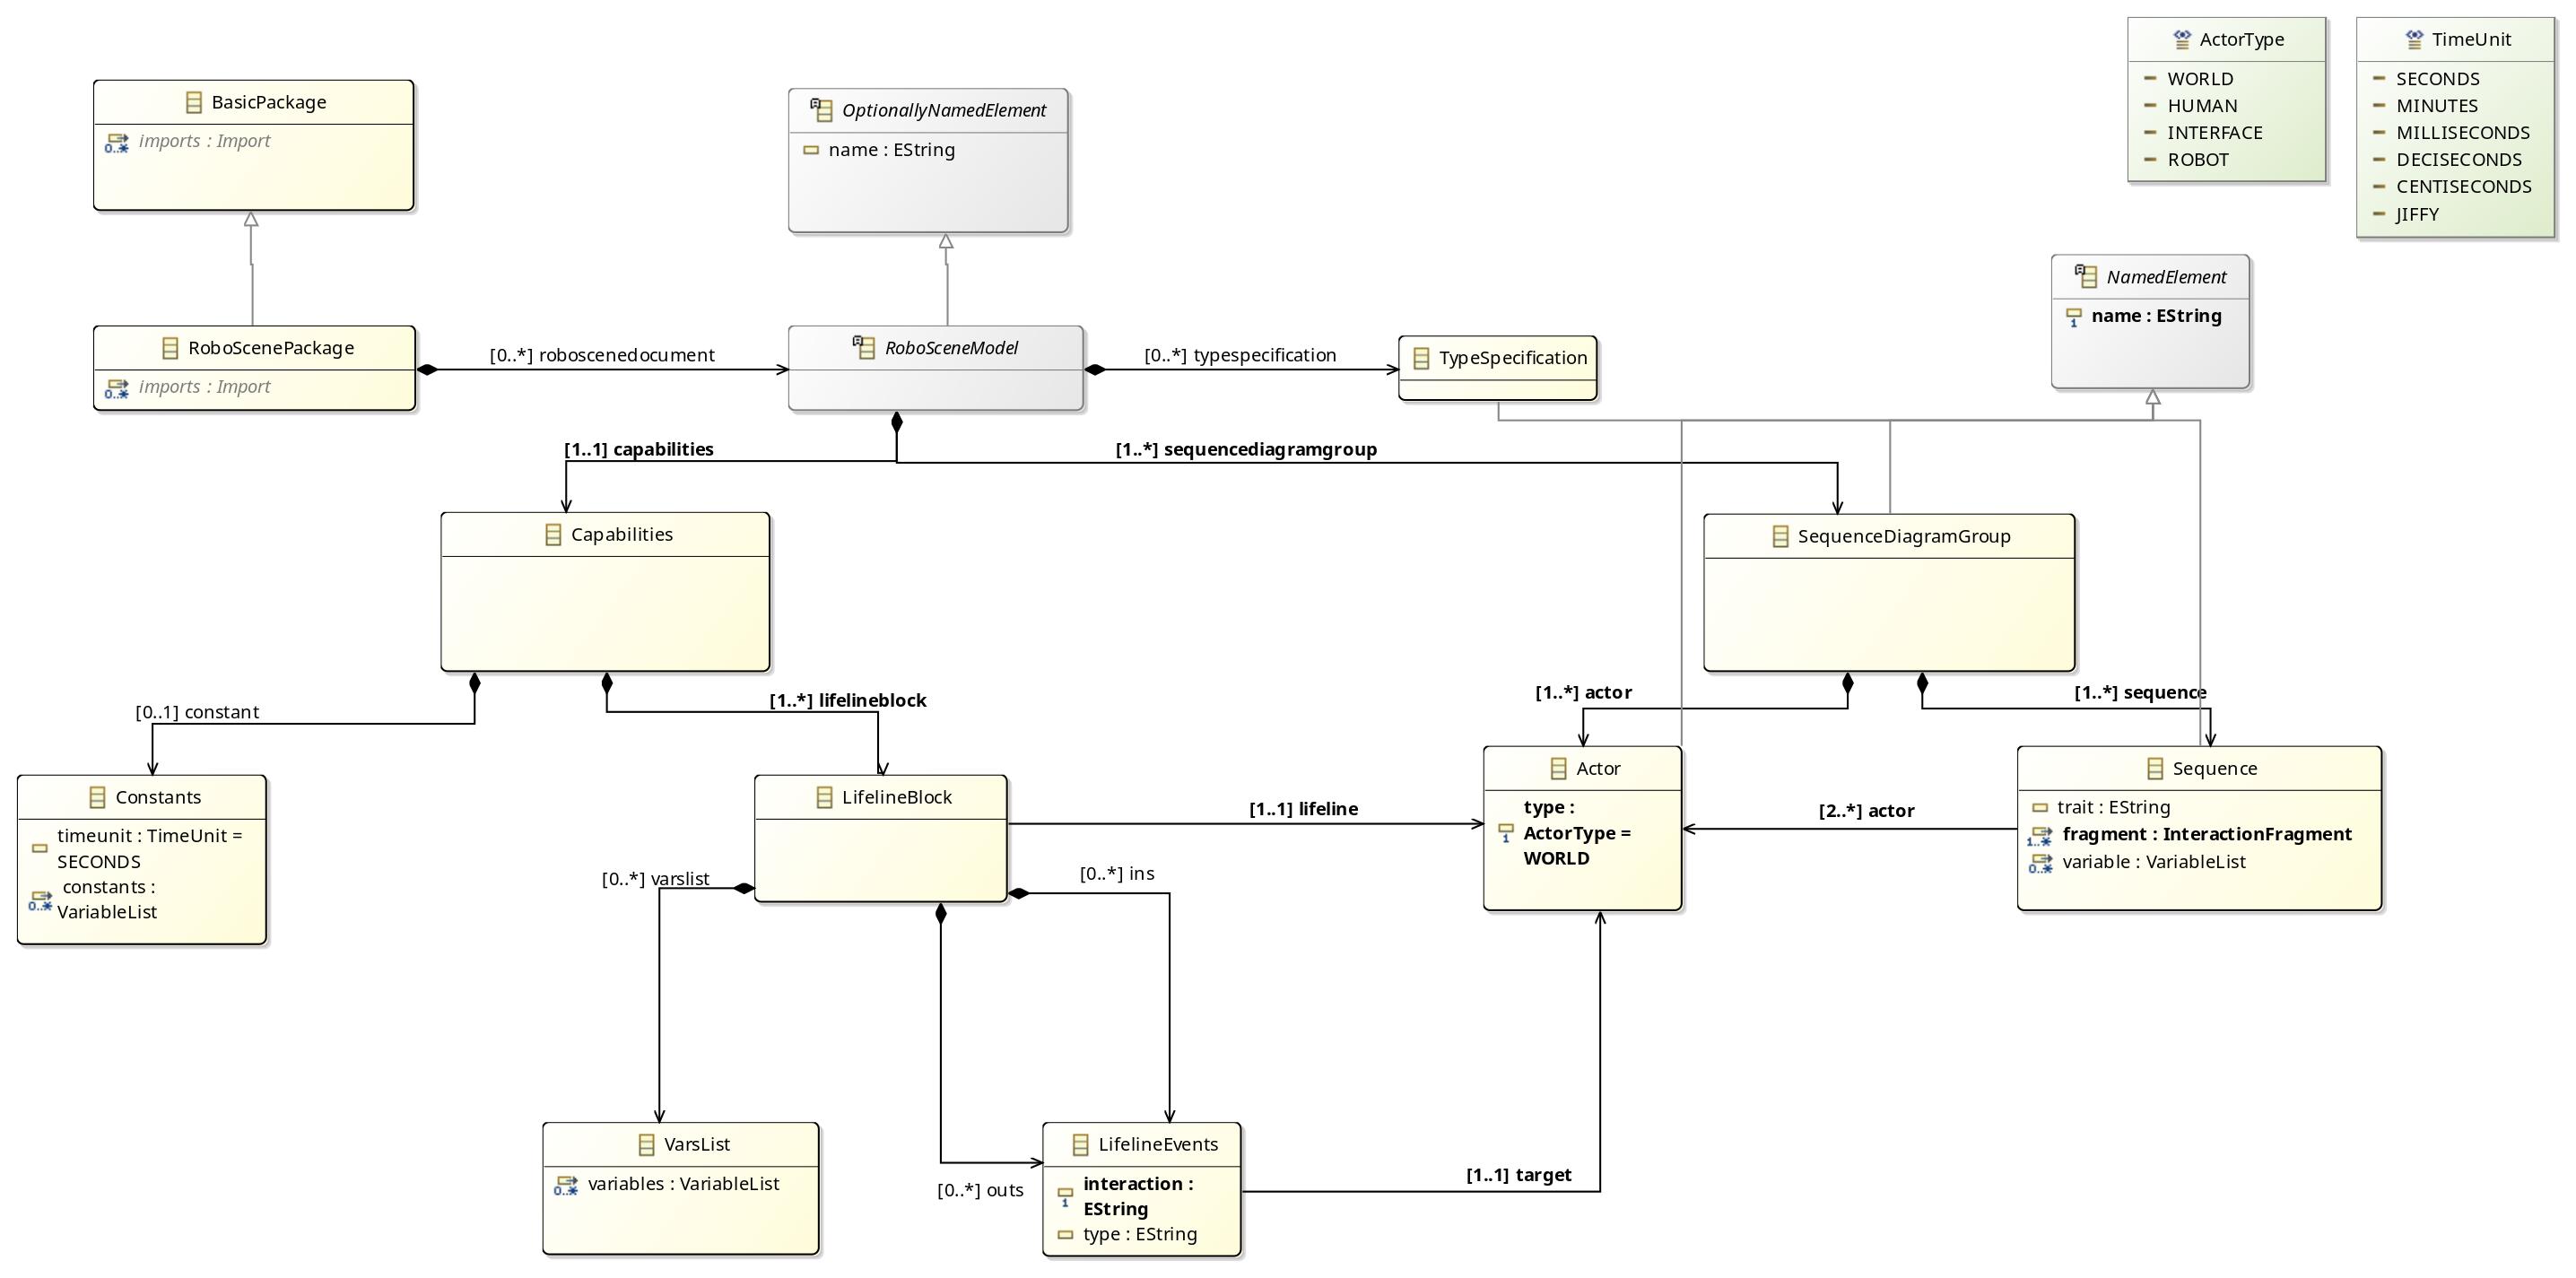 ActorType
WORLD
HUMAN
INTERFACE
ROBOT
TimeUnit
SECONDS
MINUTES
MILLISECONDS
DECISECONDS
CENTISECONDS
JIFFY
BasicPackage
imports : Import
0..*
OptionallyNamedElement
name : EString
NamedElement
name : EString
1
RoboScenePackage
imports : Import
0..*
[0..*] roboscenedocument
RoboSceneModel
[0..*] typespecification
TypeSpecification
[1..1] capabilities
[1..*] sequencediagramgroup
Capabilities
SequenceDiagramGroup
[0..1] constant
[1..*] lifelineblock
[1..*] actor
[1..*] sequence
Constants
timeunit : TimeUnit =
SECONDS
constants :
0..*
VariableList
LifelineBlock
[1..1] lifeline
Actor
type :
ActorType =
1
WORLD
[2..*] actor
Sequence
trait : EString
fragment : InteractionFragment
1..*
variable : VariableList
0..*
[0..*] varslist
[0..*] ins
VarsList
variables : VariableList
0..*
[0..*] outs
LifelineEvents
interaction :
1
EString
type : EString
[1..1] target